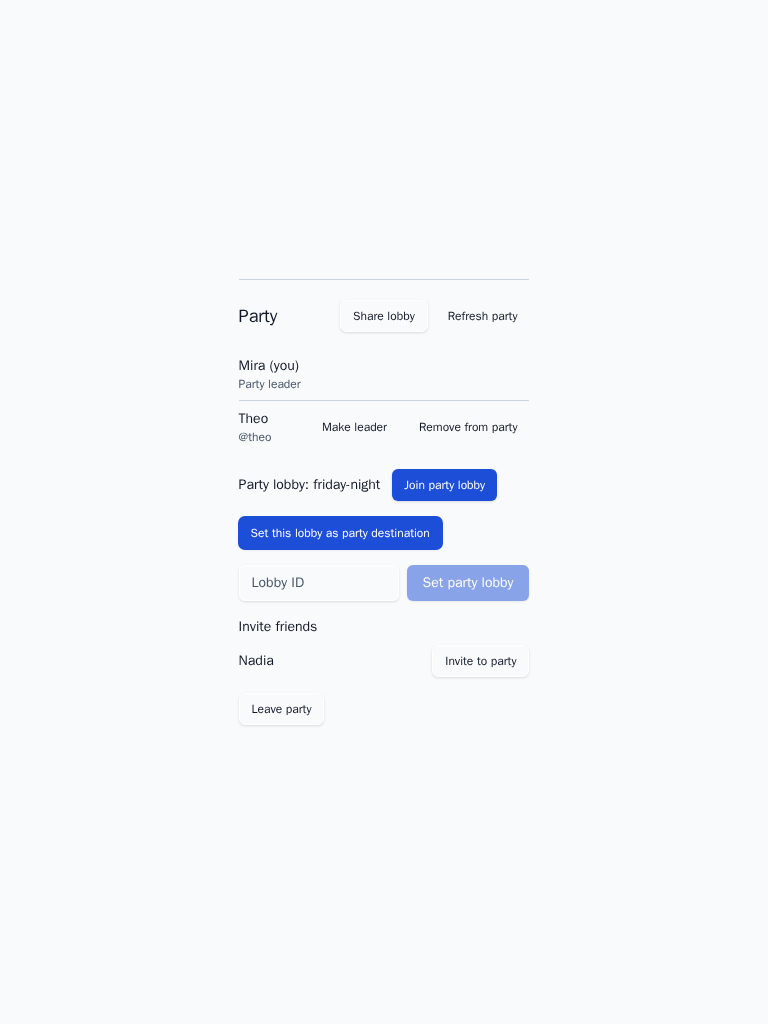 Party
Share lobby
Refresh party
Mira (you)
Party leader
Theo
@theo
Make leader
Remove from party
Party lobby: friday-night
Join party lobby
Set this lobby as party destination
Lobby ID
Set party lobby
Invite friends
Nadia
Invite to party
Leave party